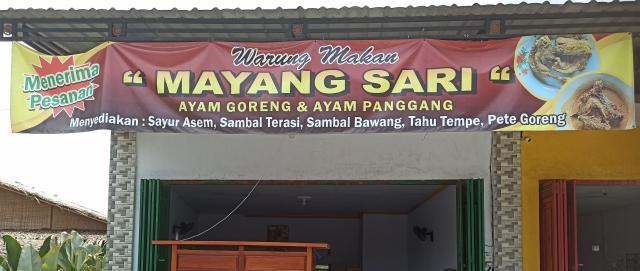 Menerima
Pesanan
Warung Makan
" MAYANG SARI "
AYAM GORENG & AYAM PANGGANG
Menyediakan : Sayur Asem, Sambal Terasi, Sambal Bawang, Tahu Tempe, Pete Goreng